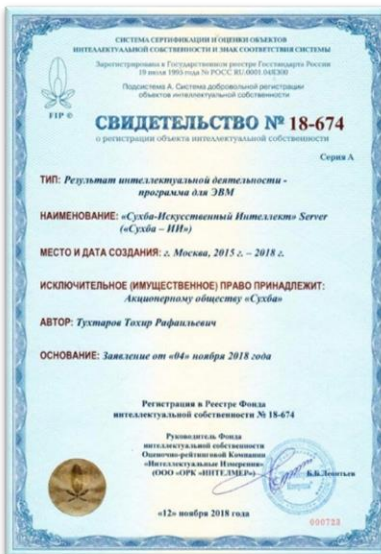 СИСТЕМА СЕРТИФИКАЦИИ И ОЦЕНКИ ОБЪЕКТОВ
ИНТЕЛЛЕКТУАЛЬНОЙ СОБСТВЕННОСТИ И ЗНАК СООТВЕТСТВИЯ СИСТЕМЫ
Зарегистрировано в Государственном реестре Госстандарта России
19 июля 1995 года № РОСС RU.0001.04ЯЗ00
Подсистема А. Система добровольной регистрации
объектов интеллектуальной собственности
FIP ©
СВИДЕТЕЛЬСТВО № 18-674
о регистрации объекта интеллектуальной собственности
Серия А
ТИП: Результат интеллектуальной деятельности -
программа для ЭВМ
НАИМЕНОВАНИЕ: «Сухба-Искусственный Интеллект» Server
(«Сухба – ИИ»)
МЕСТО И ДАТА СОЗДАНИЯ: г. Москва, 2015 г. – 2018 г.
ИСКЛЮЧИТЕЛЬНОЕ (ИМУЩЕСТВЕННОЕ) ПРАВО ПРИНАДЛЕЖИТ:
Акционерному обществу «Сухба»
АВТОР: Тухтаров Тохир Рафаильевич
ОСНОВАНИЕ: Заявление от «04» ноября 2018 года
Регистрация в Реестре Фонда
интеллектуальной собственности № 18-674
Руководитель Фонда
интеллектуальной собственности
Оценочно-рейтинговой Компании
«Интеллектуальные Измерения»
(ООО «ОРК «ИНТЕЛМЕР»)
Б.Б.Леонтьев
«12» ноября 2018 года
000723